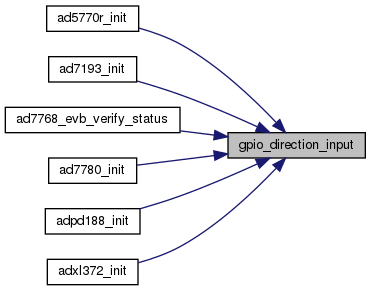 ad5770r_init
ad7193_init
ad7768_evb_verify_status
gpio_direction_input
ad7780_init
adpd188_init
adxl372_init